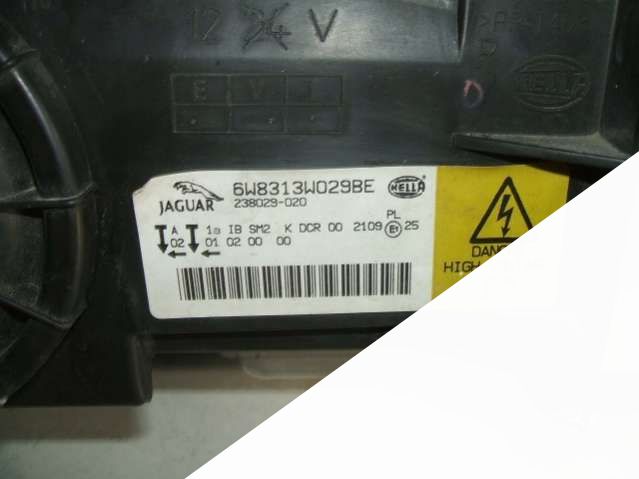 12 24 V
E V I
HELLA
JAGUAR
6W8313W029BE HELLA
238029-020
A 02 1a IB SM2 K DCR 00 2109 E1 PL 25
01 02 00 00
HIGH